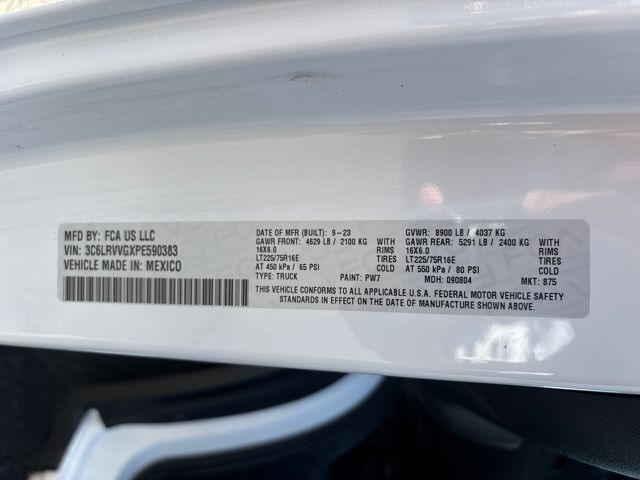 MFD BY: FCA US LLC
VIN: 3C6LRVVGXPE590383
VEHICLE MADE IN: MEXICO
DATE OF MFR (BUILT): 9-23
GAWR FRONT: 4629 LB / 2100 KG
16X6.0
WITH
RIMS
LT225/75R16E
TIRES
AT 450 kPa / 65 PSI
COLD
TYPE: TRUCK
PAINT: PW7
GVWR: 8900 LB / 4037 KG
GAWR REAR: 5291 LB / 2400 KG
16X6.0
WITH
RIMS
LT225/75R16E
TIRES
AT 550 kPa / 80 PSI
COLD
MDH: 090804
MKT: 875
THIS VEHICLE CONFORMS TO ALL APPLICABLE U.S.A. FEDERAL MOTOR VEHICLE SAFETY
STANDARDS IN EFFECT ON THE DATE OF MANUFACTURE SHOWN ABOVE.